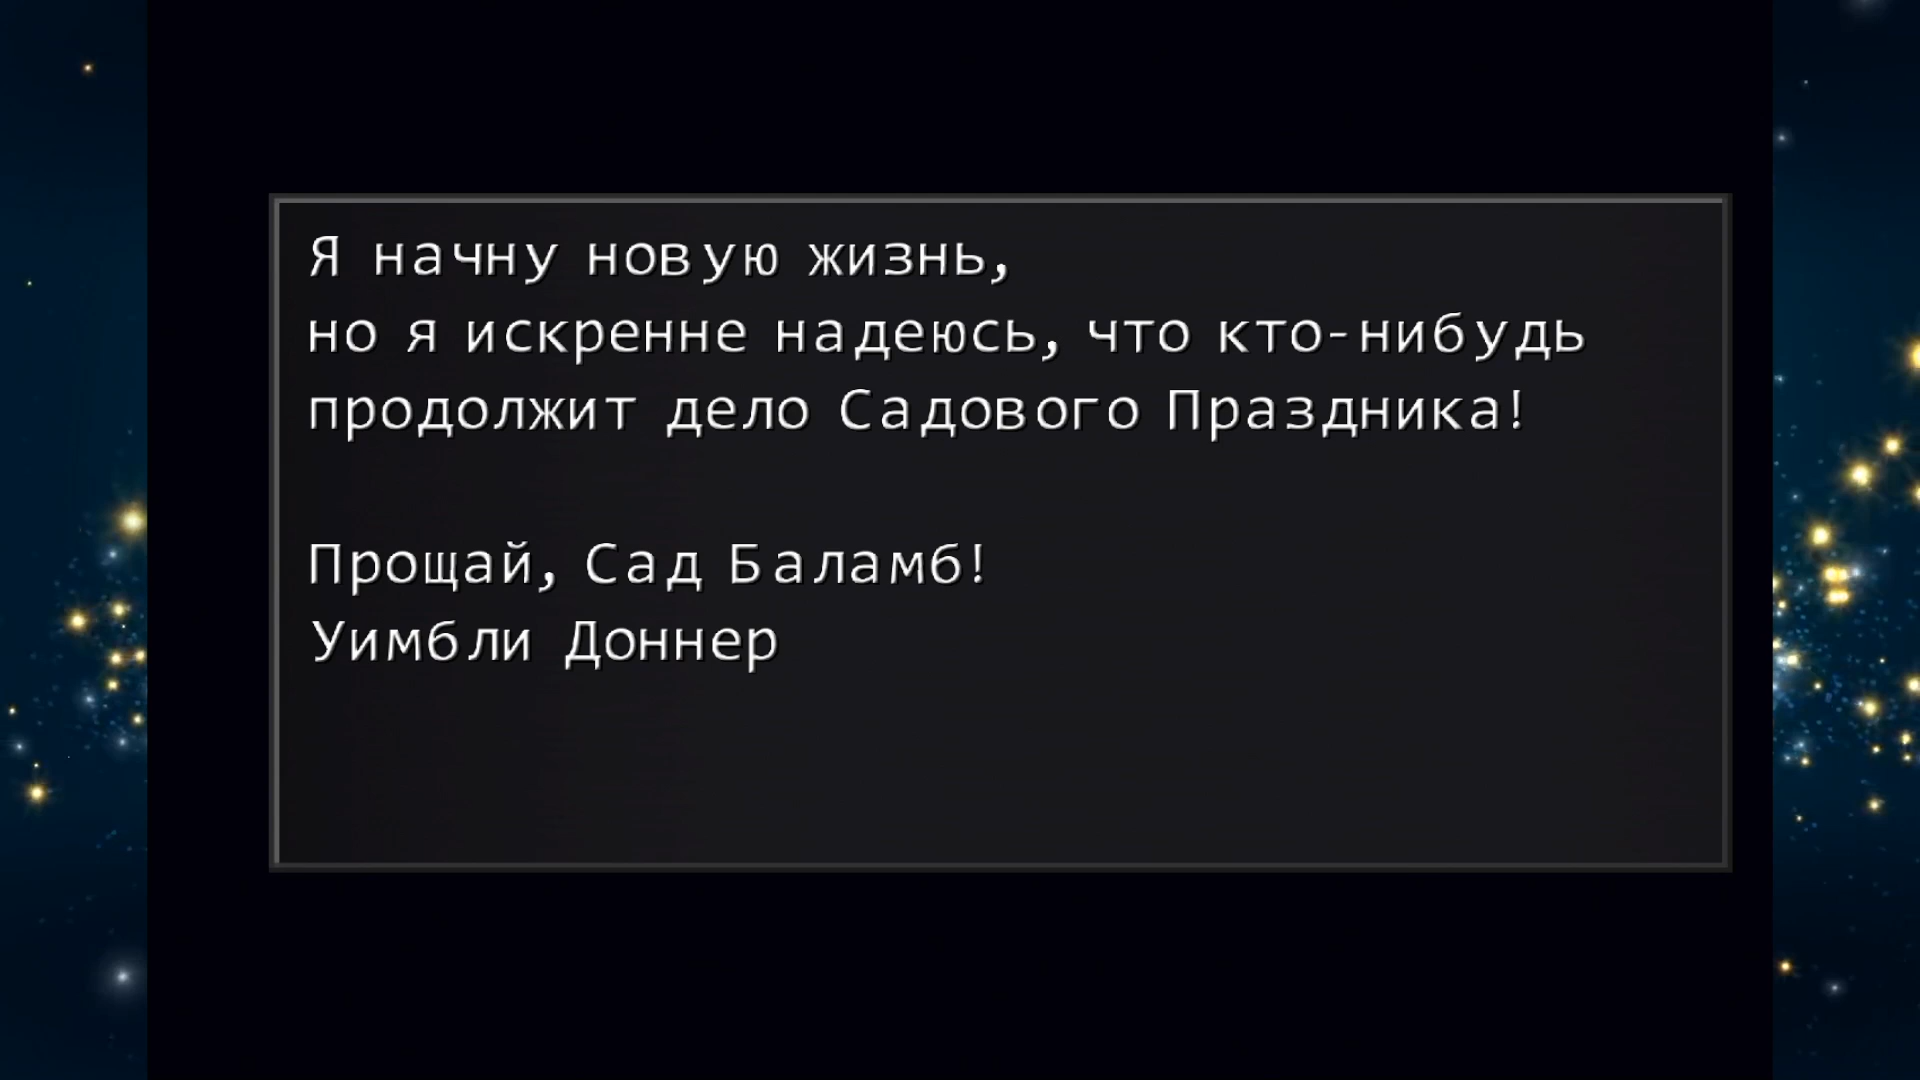 Я начну новую жизнь,
но я искренне надеюсь, что кто-нибудь
продолжит дело Садового Праздника!
Прощай, Сад Баламб!
Уимбли Доннер